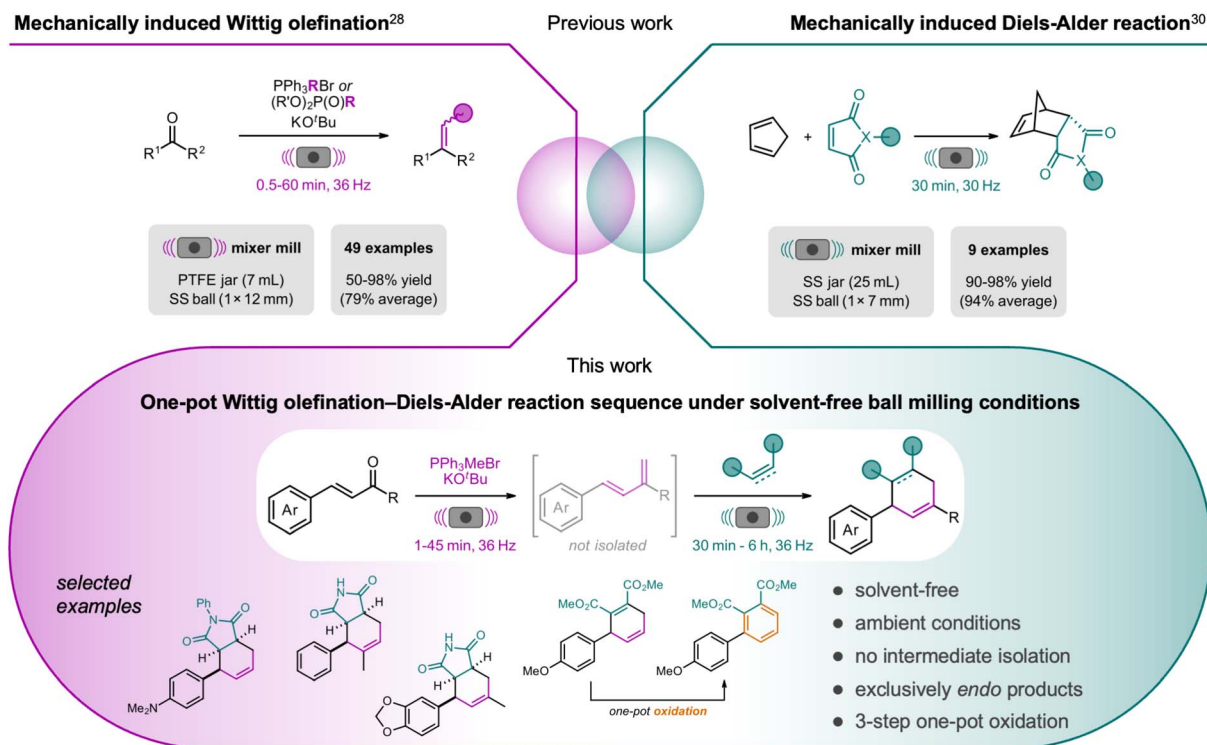 Mechanically induced Wittig olefination²⁸
Previous work
Mechanically induced Diels-Alder reaction³⁰
O
R¹ R²
PPh₃RBr or
(R'O)₂P(O)R
KOᵗBu
0.5-60 min, 36 Hz
R¹ R²
+
O
X
O
30 min, 30 Hz
O
X
O
mixer mill
PTFE jar (7 mL)
SS ball (1 × 12 mm)
49 examples
50-98% yield
(79% average)
mixer mill
SS jar (25 mL)
SS ball (1 × 7 mm)
9 examples
90-98% yield
(94% average)
This work
One-pot Wittig olefination–Diels-Alder reaction sequence under solvent-free ball milling conditions
O
Ar
R
PPh₃MeBr
KOᵗBu
1-45 min, 36 Hz
Ar
R
not isolated
30 min - 6 h, 36 Hz
Ar
R
selected
examples
Ph
N
O
O
H
H
Me₂N
H
N
O
O
H
H
H
N
O
O
H
H
O
O
CO₂Me
MeO₂C
MeO
one-pot oxidation
CO₂Me
MeO₂C
MeO
● solvent-free
● ambient conditions
● no intermediate isolation
● exclusively endo products
● 3-step one-pot oxidation